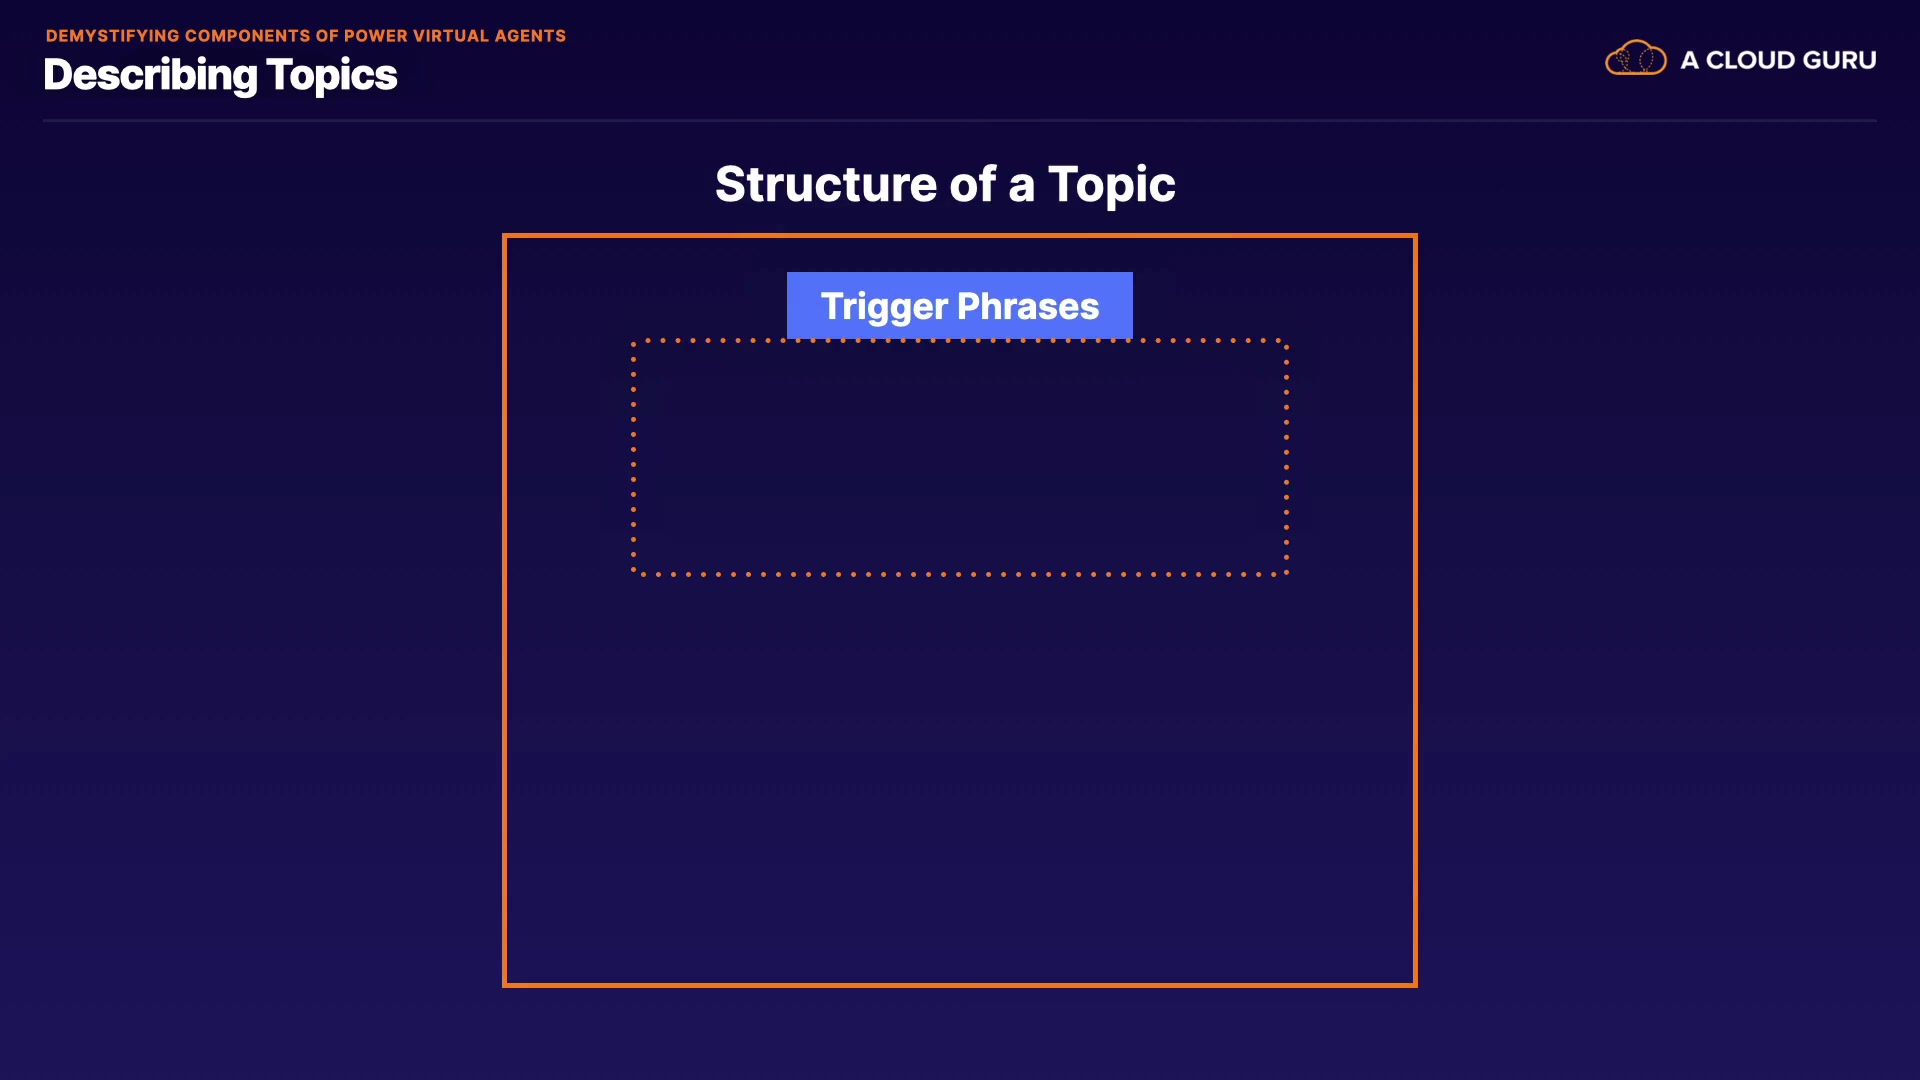 DEMYSTIFYING COMPONENTS OF POWER VIRTUAL AGENTS
Describing Topics
A CLOUD GURU
Structure of a Topic
Trigger Phrases